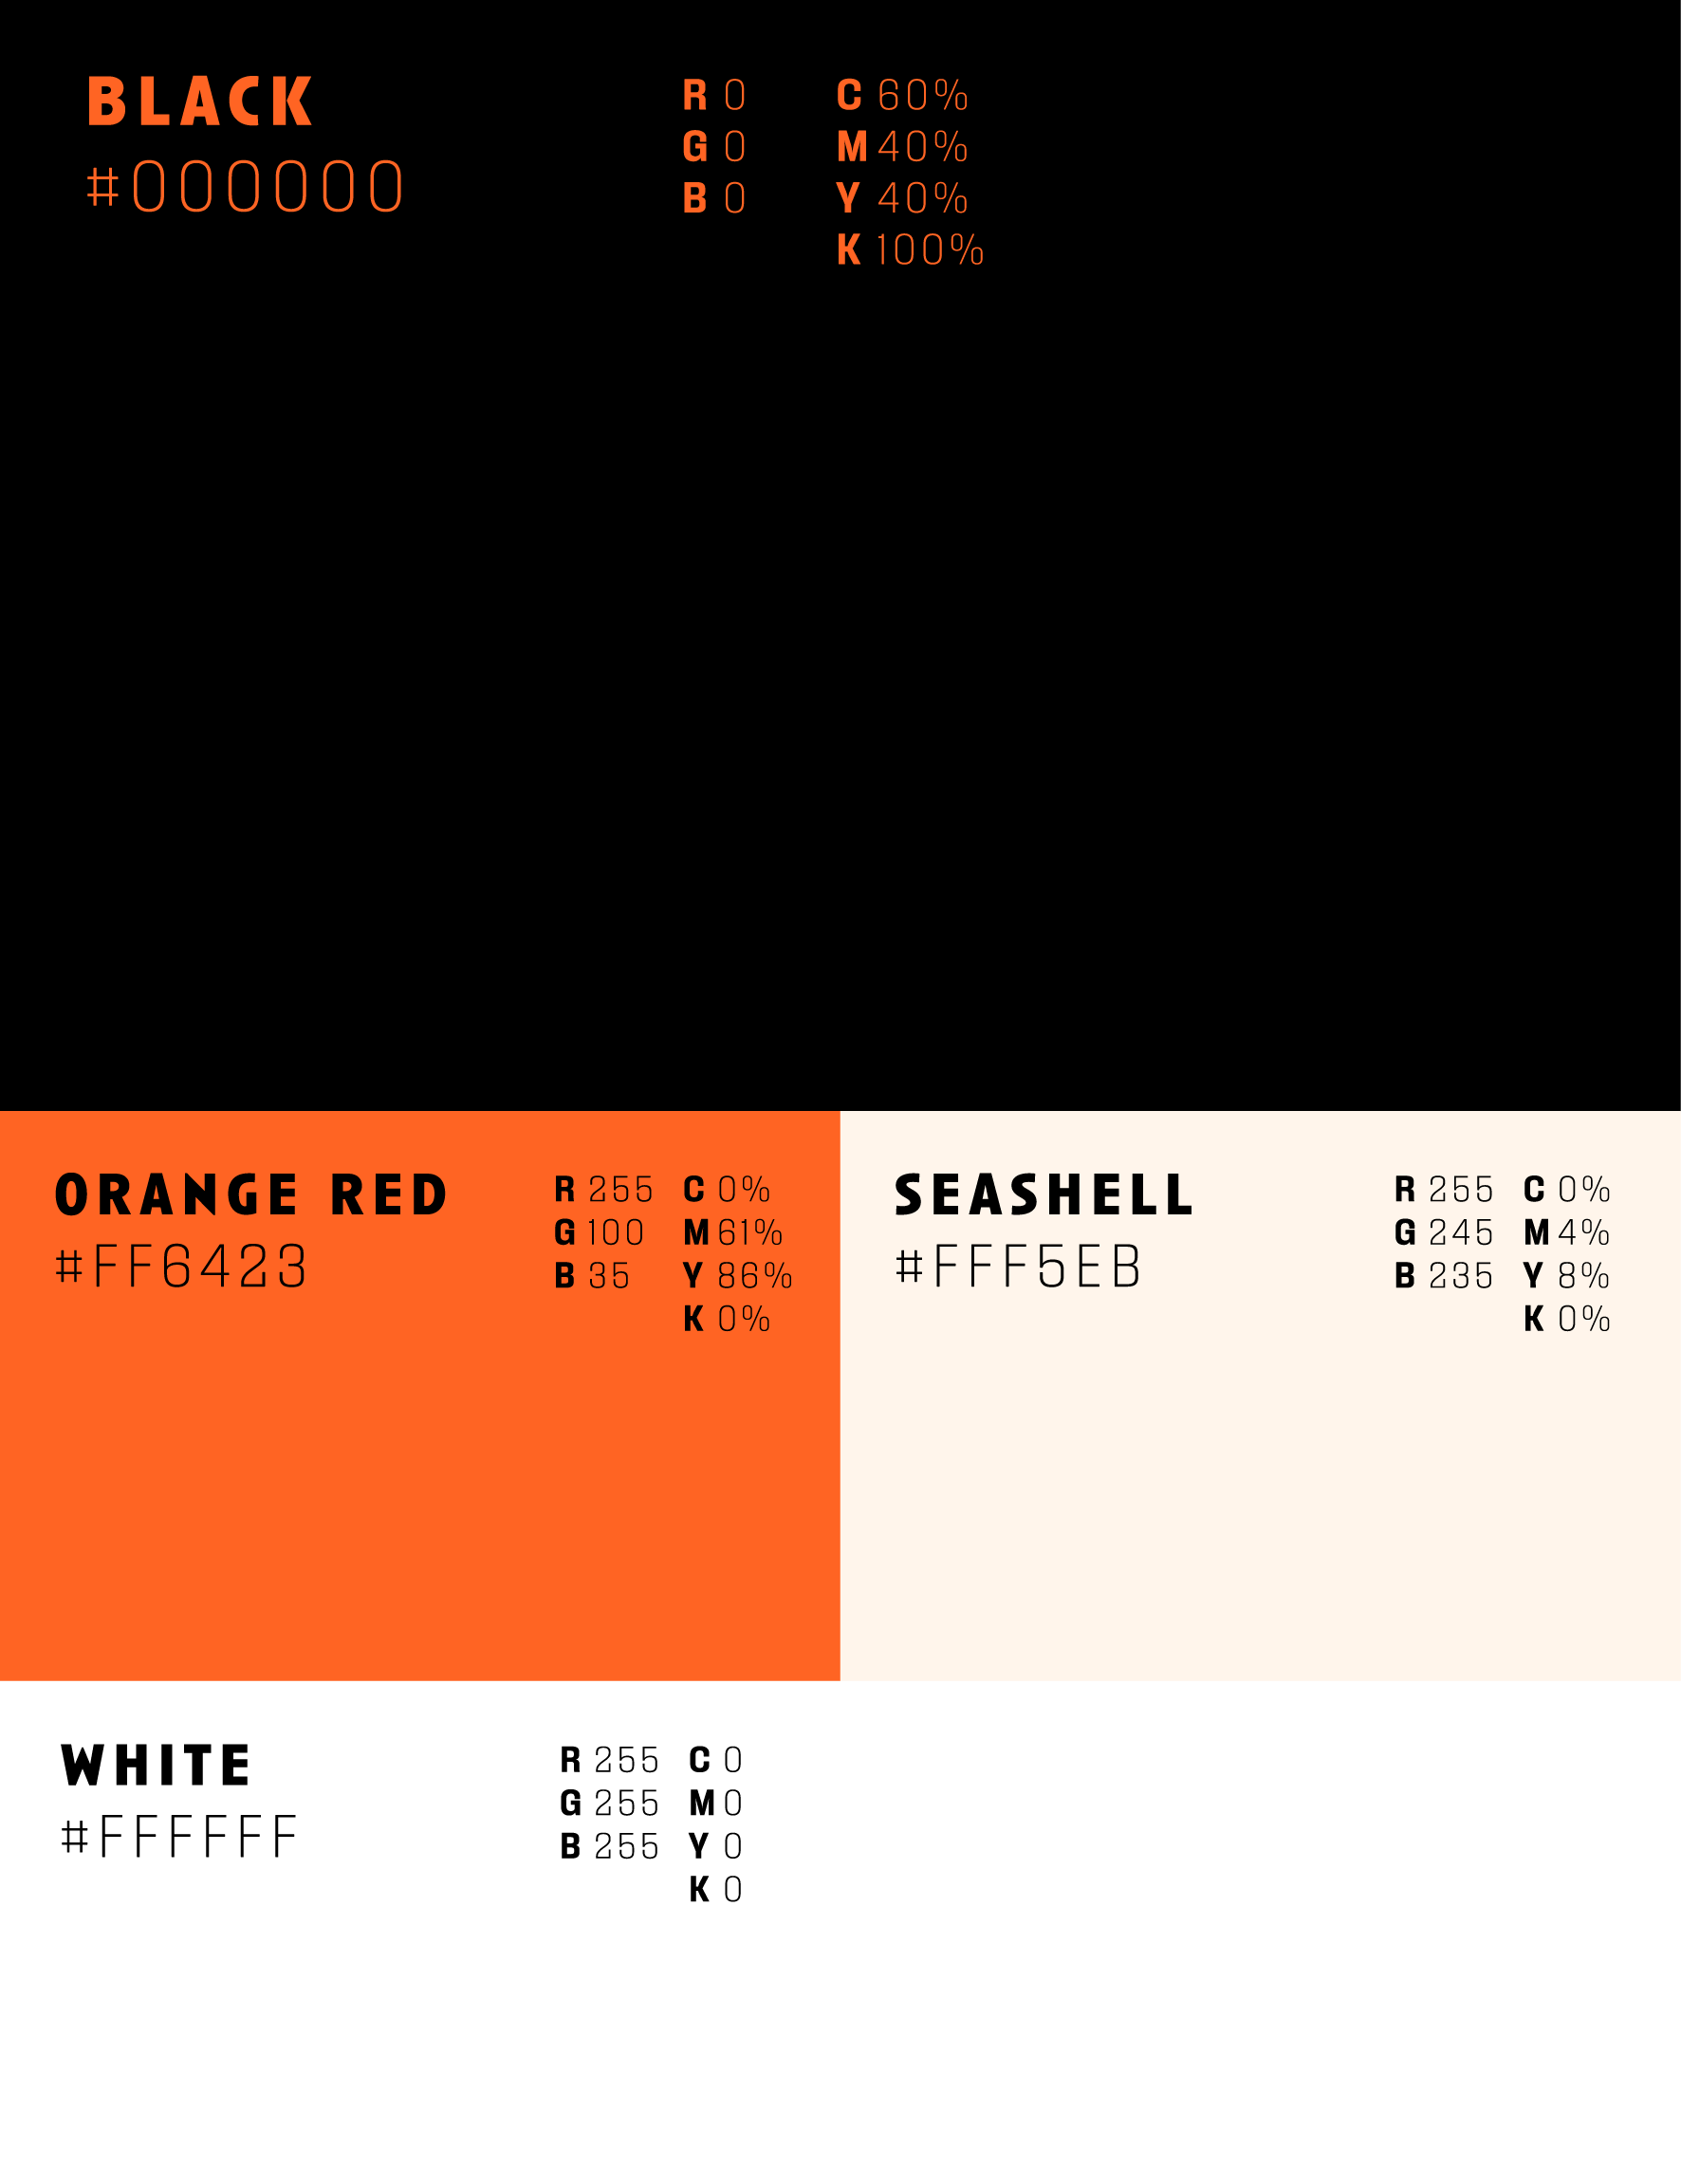 BLACK
#000000
R 0
G 0
B 0
C 60%
M 40%
Y 40%
K 100%
ORANGE RED
#FF6423
R 255
G 100
B 35
C 0%
M 61%
Y 86%
K 0%
SEASHELL
#FFF5EB
R 255
G 245
B 235
C 0%
M 4%
Y 8%
K 0%
WHITE
#FFFFFF
R 255
G 255
B 255
C 0
M 0
Y 0
K 0